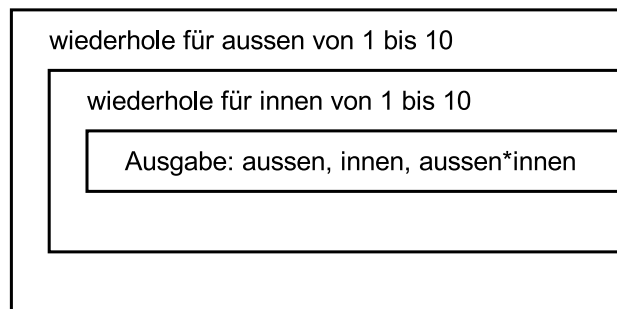 wiederhole für aussen von 1 bis 10
wiederhole für innen von 1 bis 10
Ausgabe: aussen, innen, aussen*innen